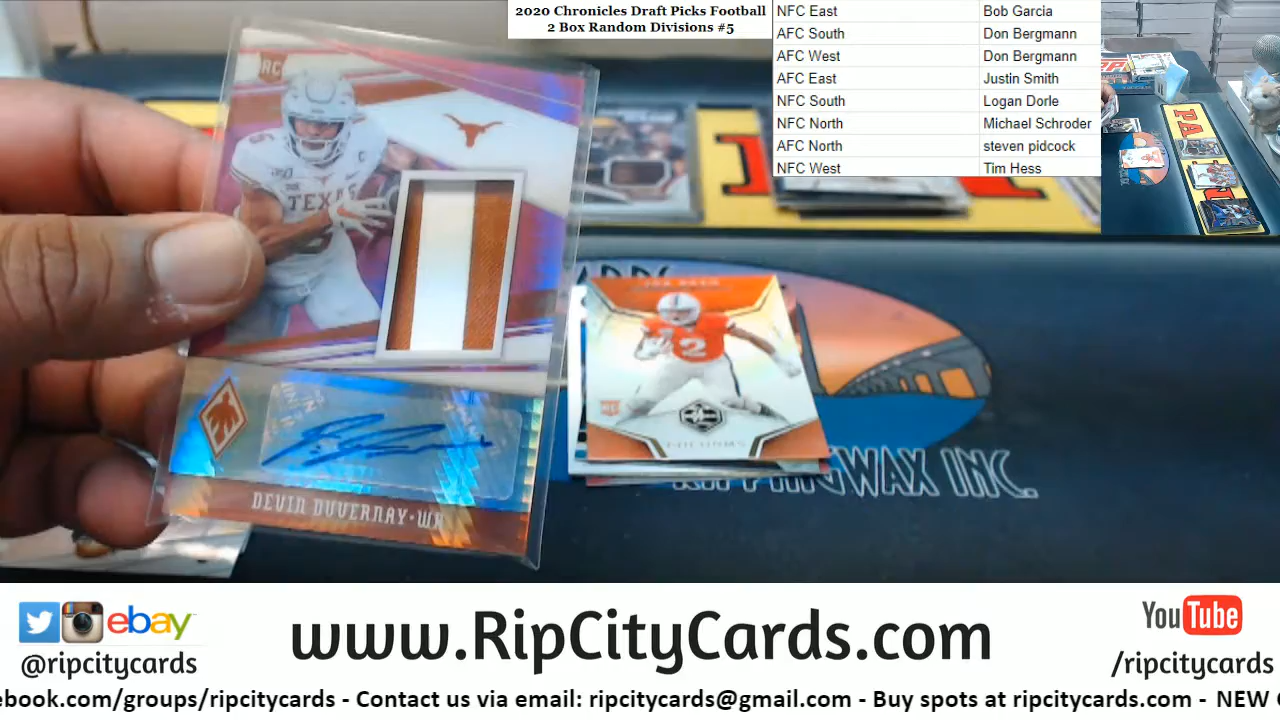 2020 Chronicles Draft Picks Football
2 Box Random Divisions #5
NFC East Bob Garcia
AFC South Don Bergmann
AFC West Don Bergmann
AFC East Justin Smith
NFC South Logan Dorle
NFC North Michael Schroder
AFC North steven pidcock
NFC West Tim Hess
RC
TEXAS
2
RC
DEVIN DUVERNAY•WR
WAX INC.
ebay
@ripcitycards
www.RipCityCards.com
YouTube
/ripcitycards
ebook.com/groups/ripcitycards - Contact us via email: ripcitycards@gmail.com - Buy spots at ripcitycards.com - NEW